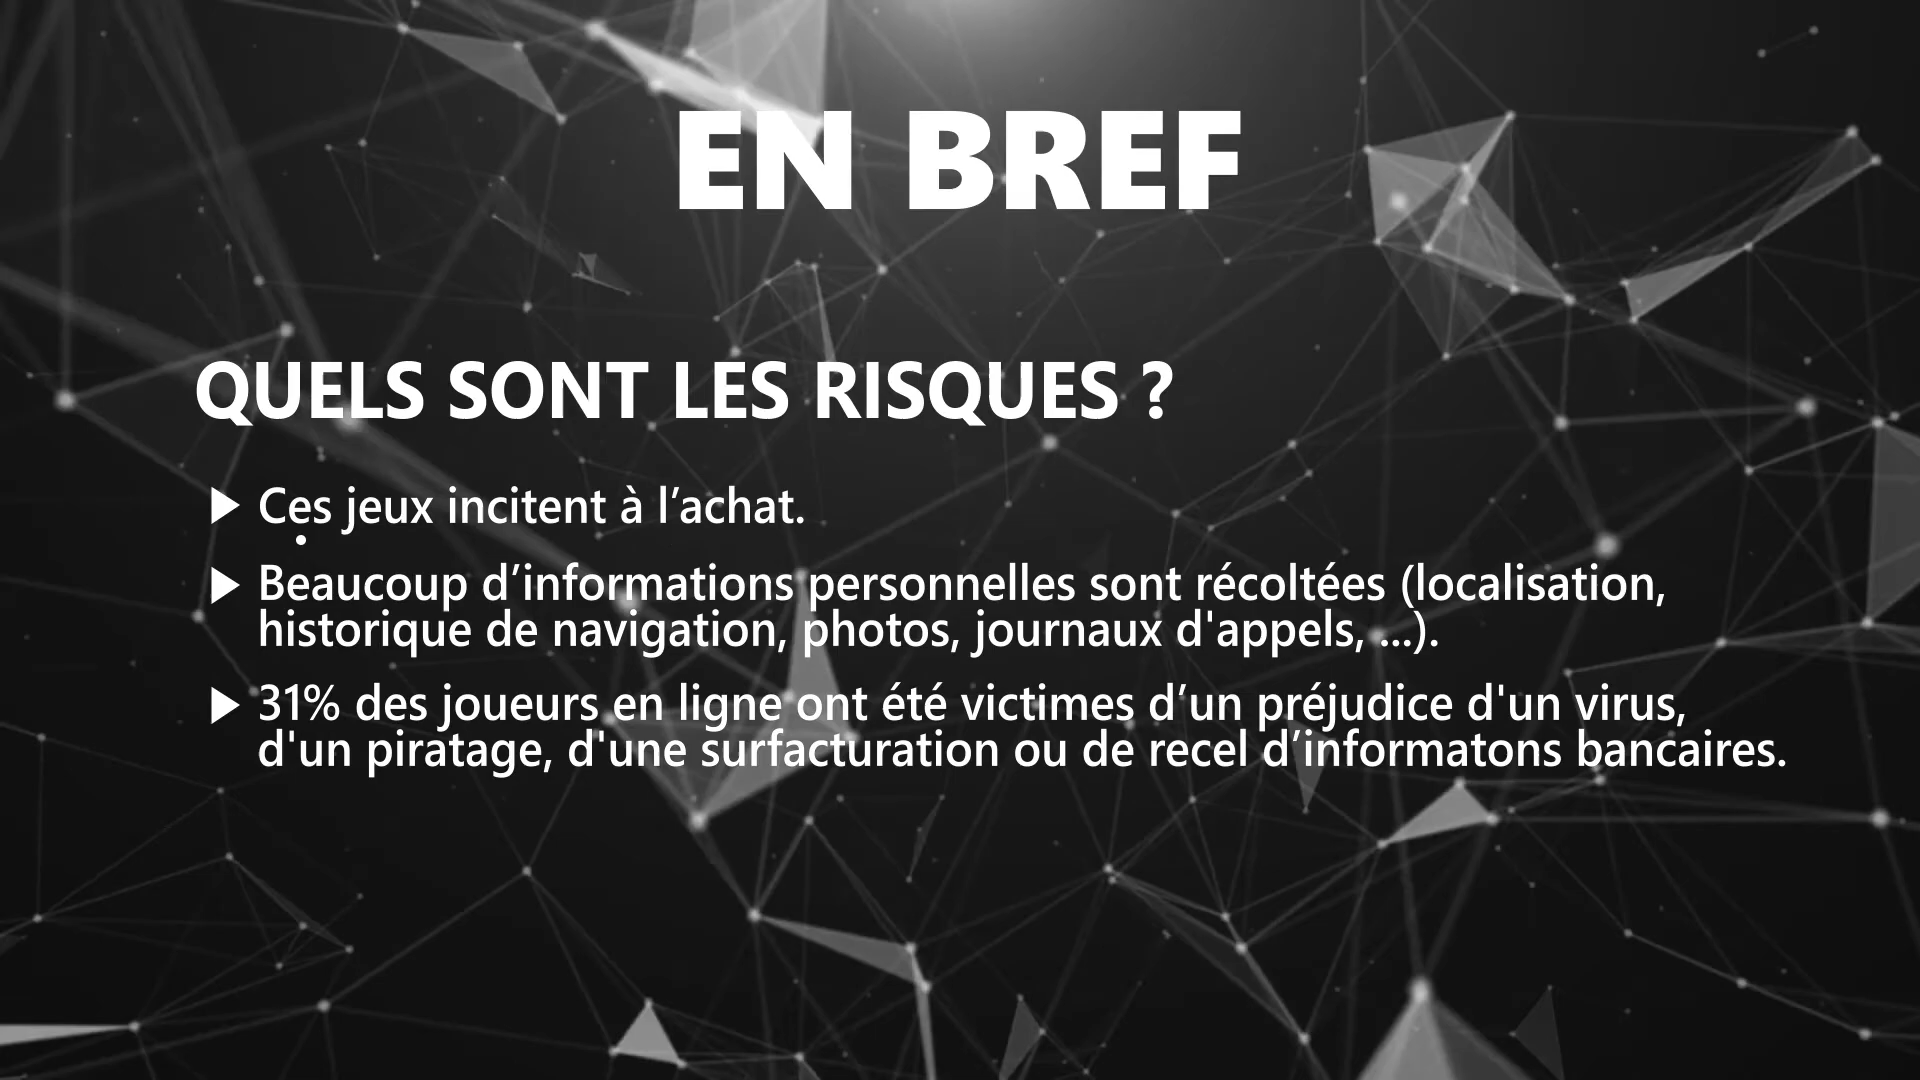 EN BREF
QUELS SONT LES RISQUES ?
▶ Ces jeux incitent à l’achat.
•
▶ Beaucoup d’informations personnelles sont récoltées (localisation,
historique de navigation, photos, journaux d'appels, ...).
▶ 31% des joueurs en ligne ont été victimes d’un préjudice d'un virus,
d'un piratage, d'une surfacturation ou de recel d’informatons bancaires.